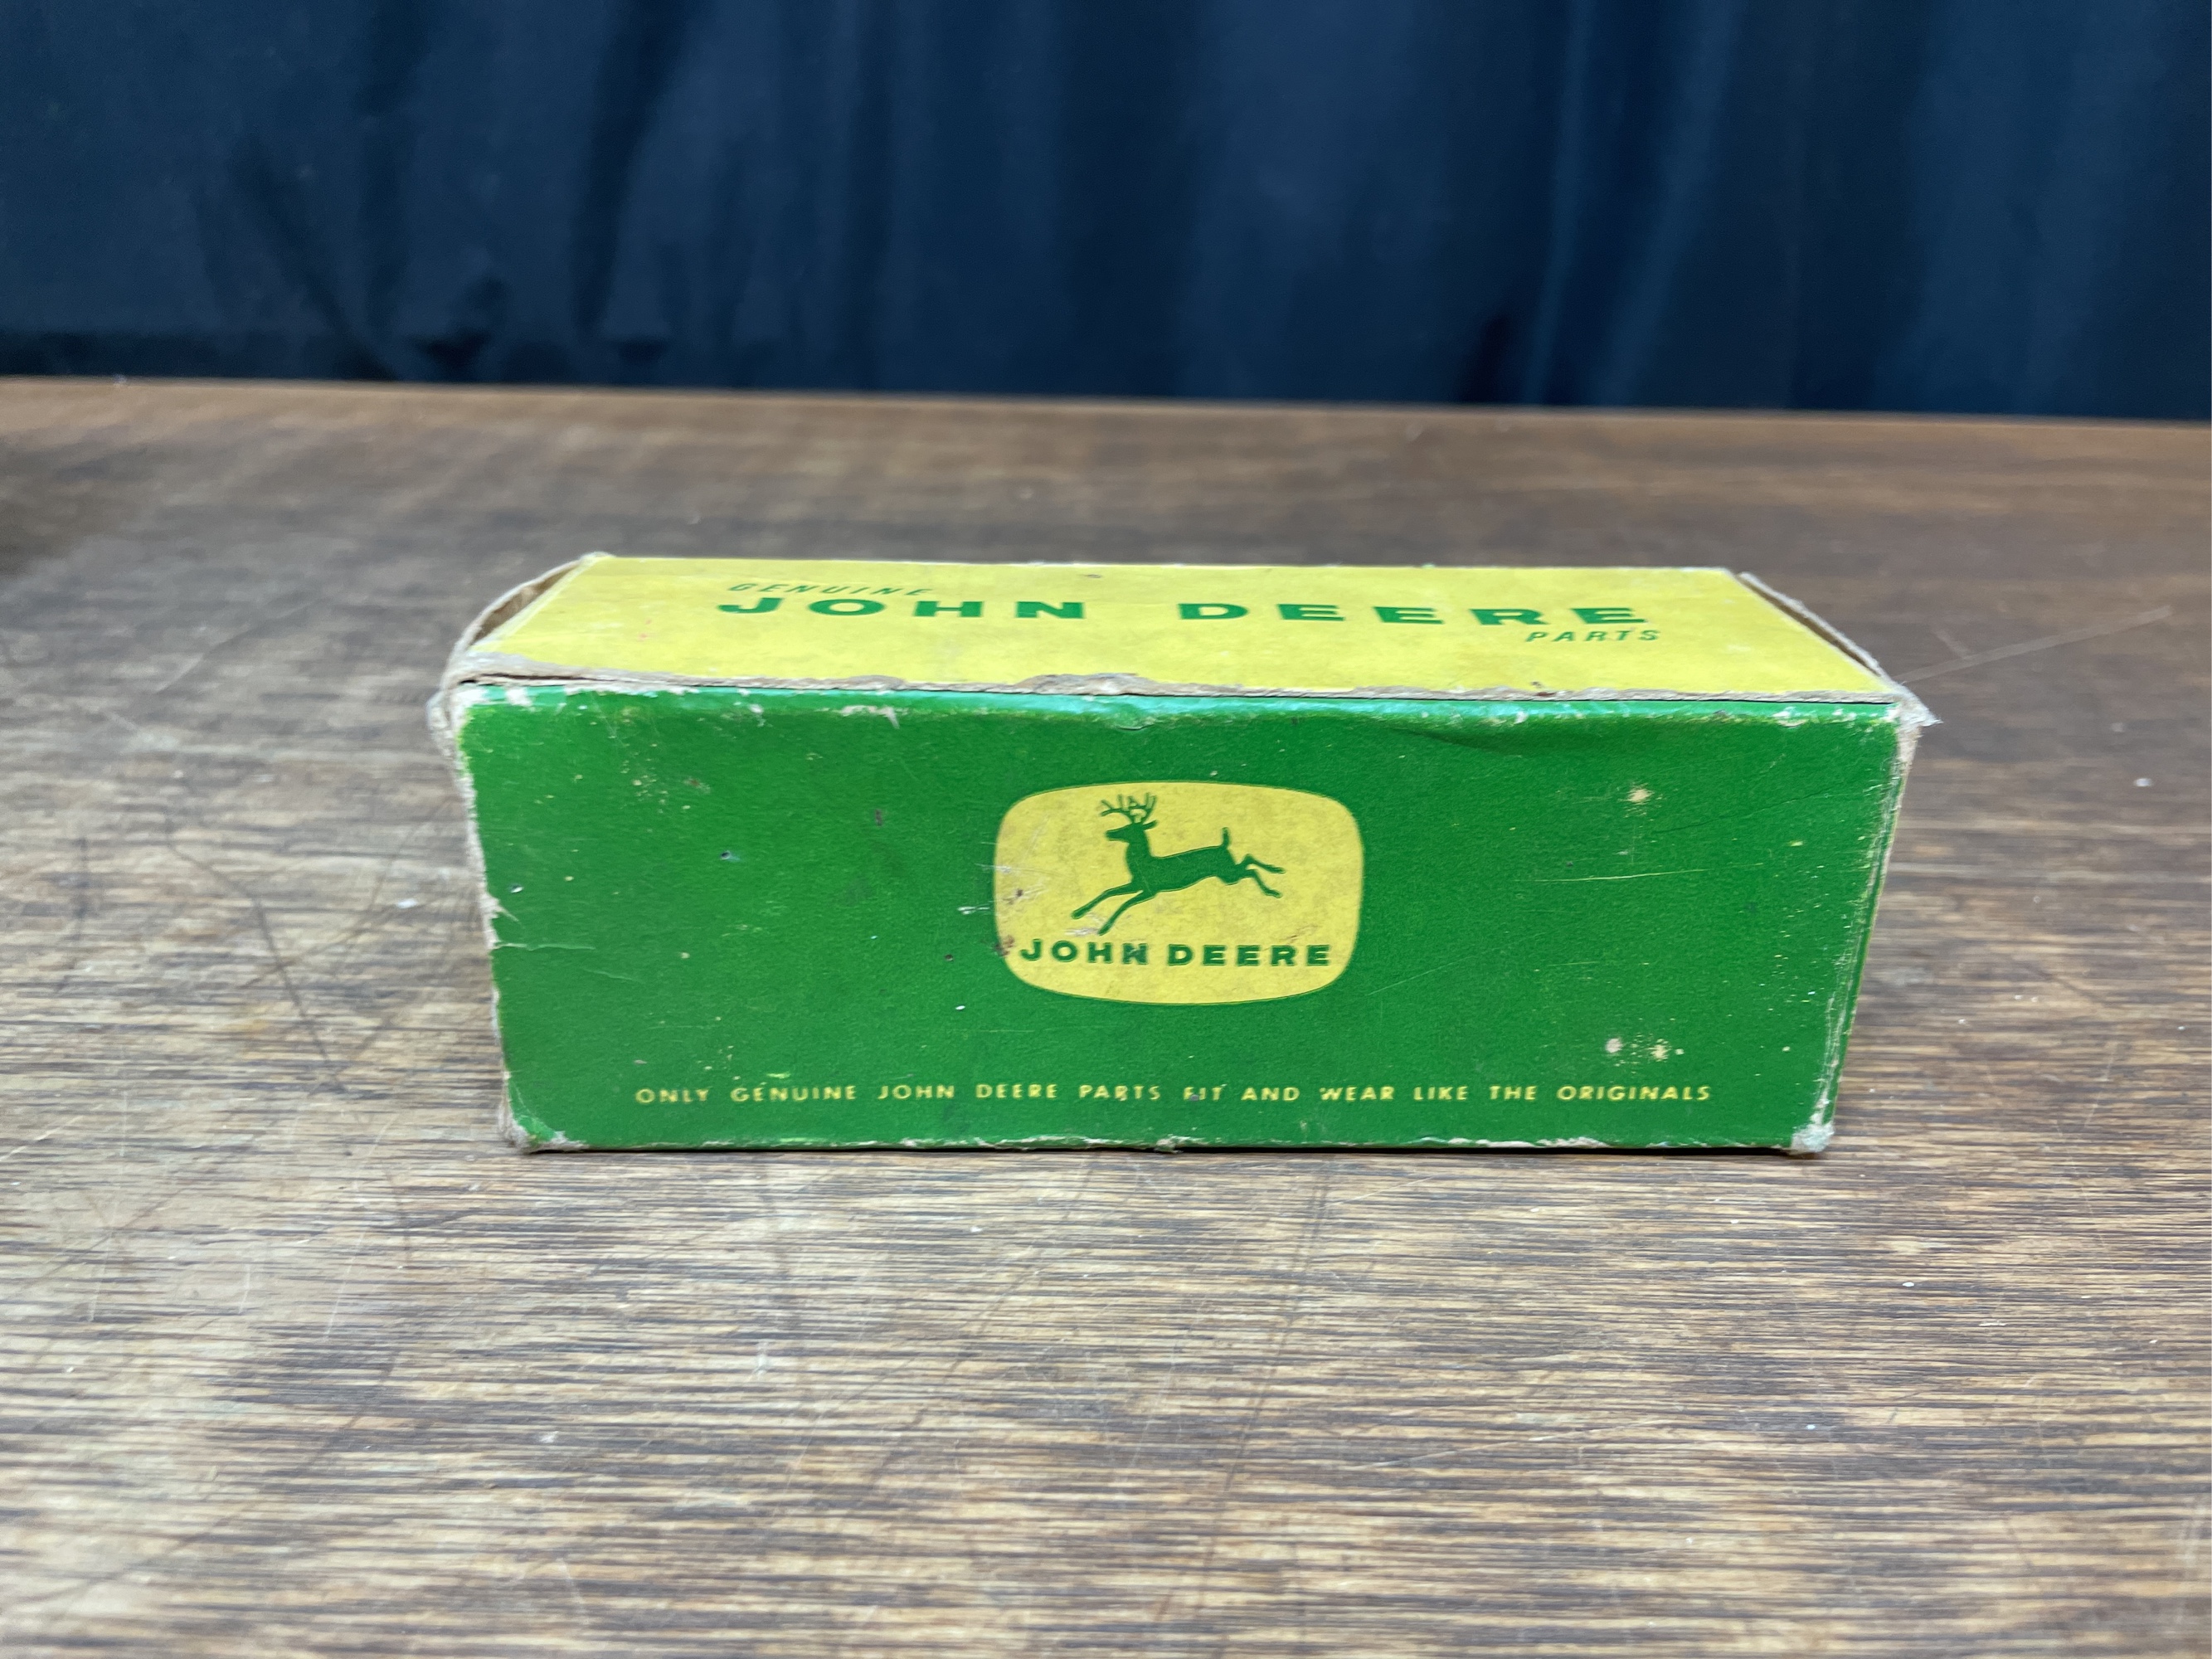 GENUINE
JOHN DEERE
PARTS
JOHN DEERE
ONLY GENUINE JOHN DEERE PARTS FIT AND WEAR LIKE THE ORIGINALS